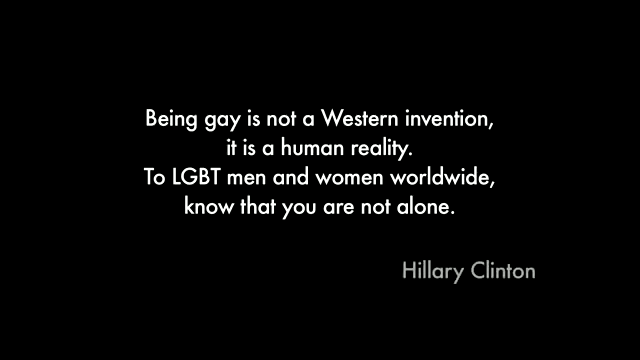 Being gay is not a Western invention,
it is a human reality.
To LGBT men and women worldwide,
know that you are not alone.
Hillary Clinton